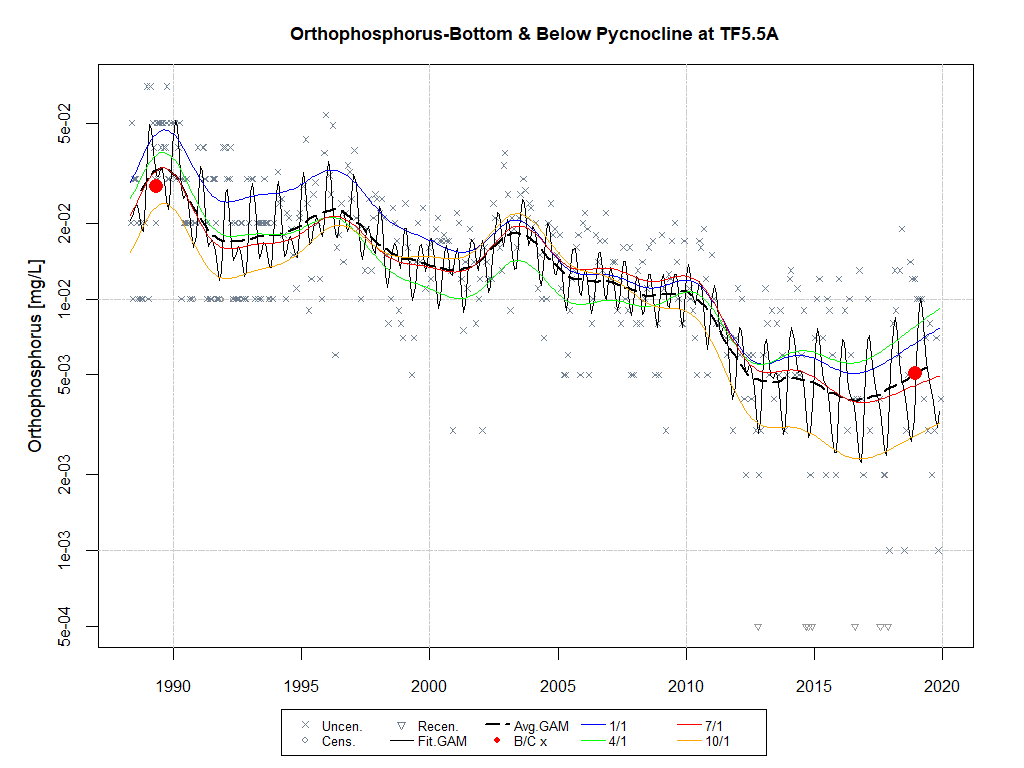 Orthophosphorus-Bottom & Below Pycnocline at TF5.5A
Orthophosphorus [mg/L]
5e-02
2e-02
1e-02
5e-03
2e-03
1e-03
5e-04
1990 1995 2000 2005 2010 2015 2020
Uncen. Recen. Avg.GAM 1/1 7/1
Cens. Fit.GAM B/C x 4/1 10/1